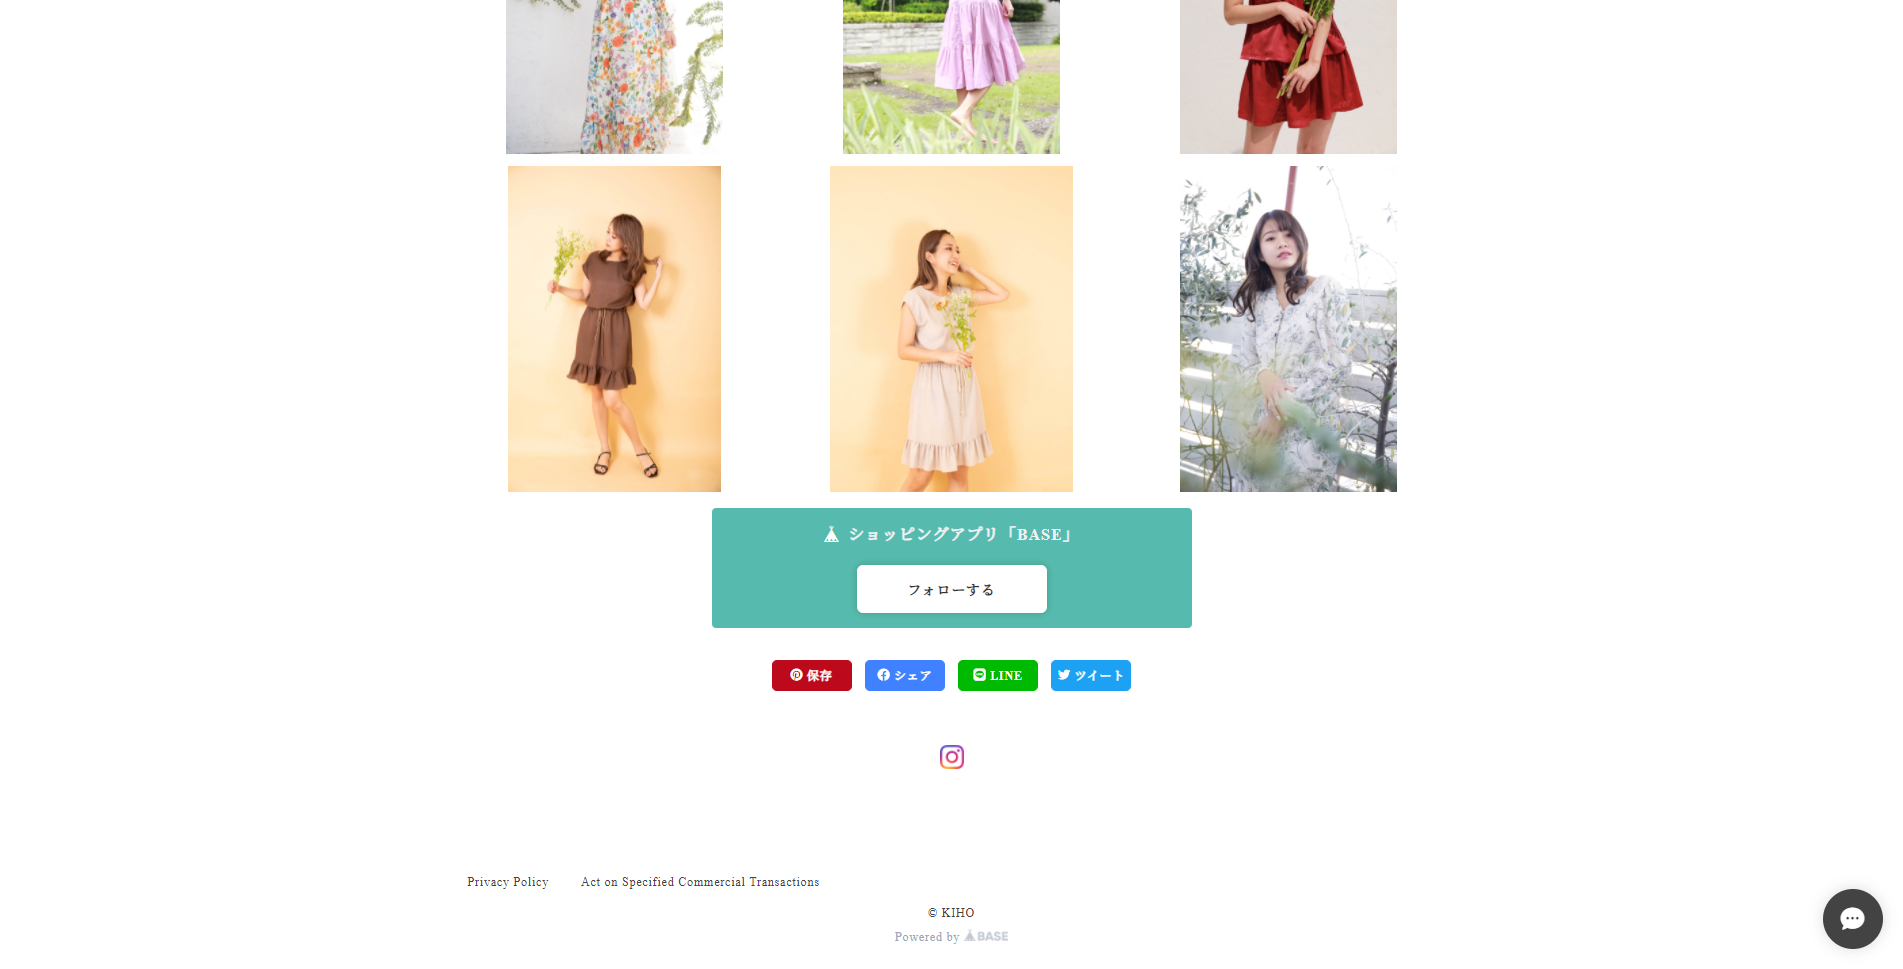 ショッピングアプリ「BASE」
フォローする
保存
シェア
LINE
ツイート
Privacy Policy
Act on Specified Commercial Transactions
© KIHO
Powered by BASE